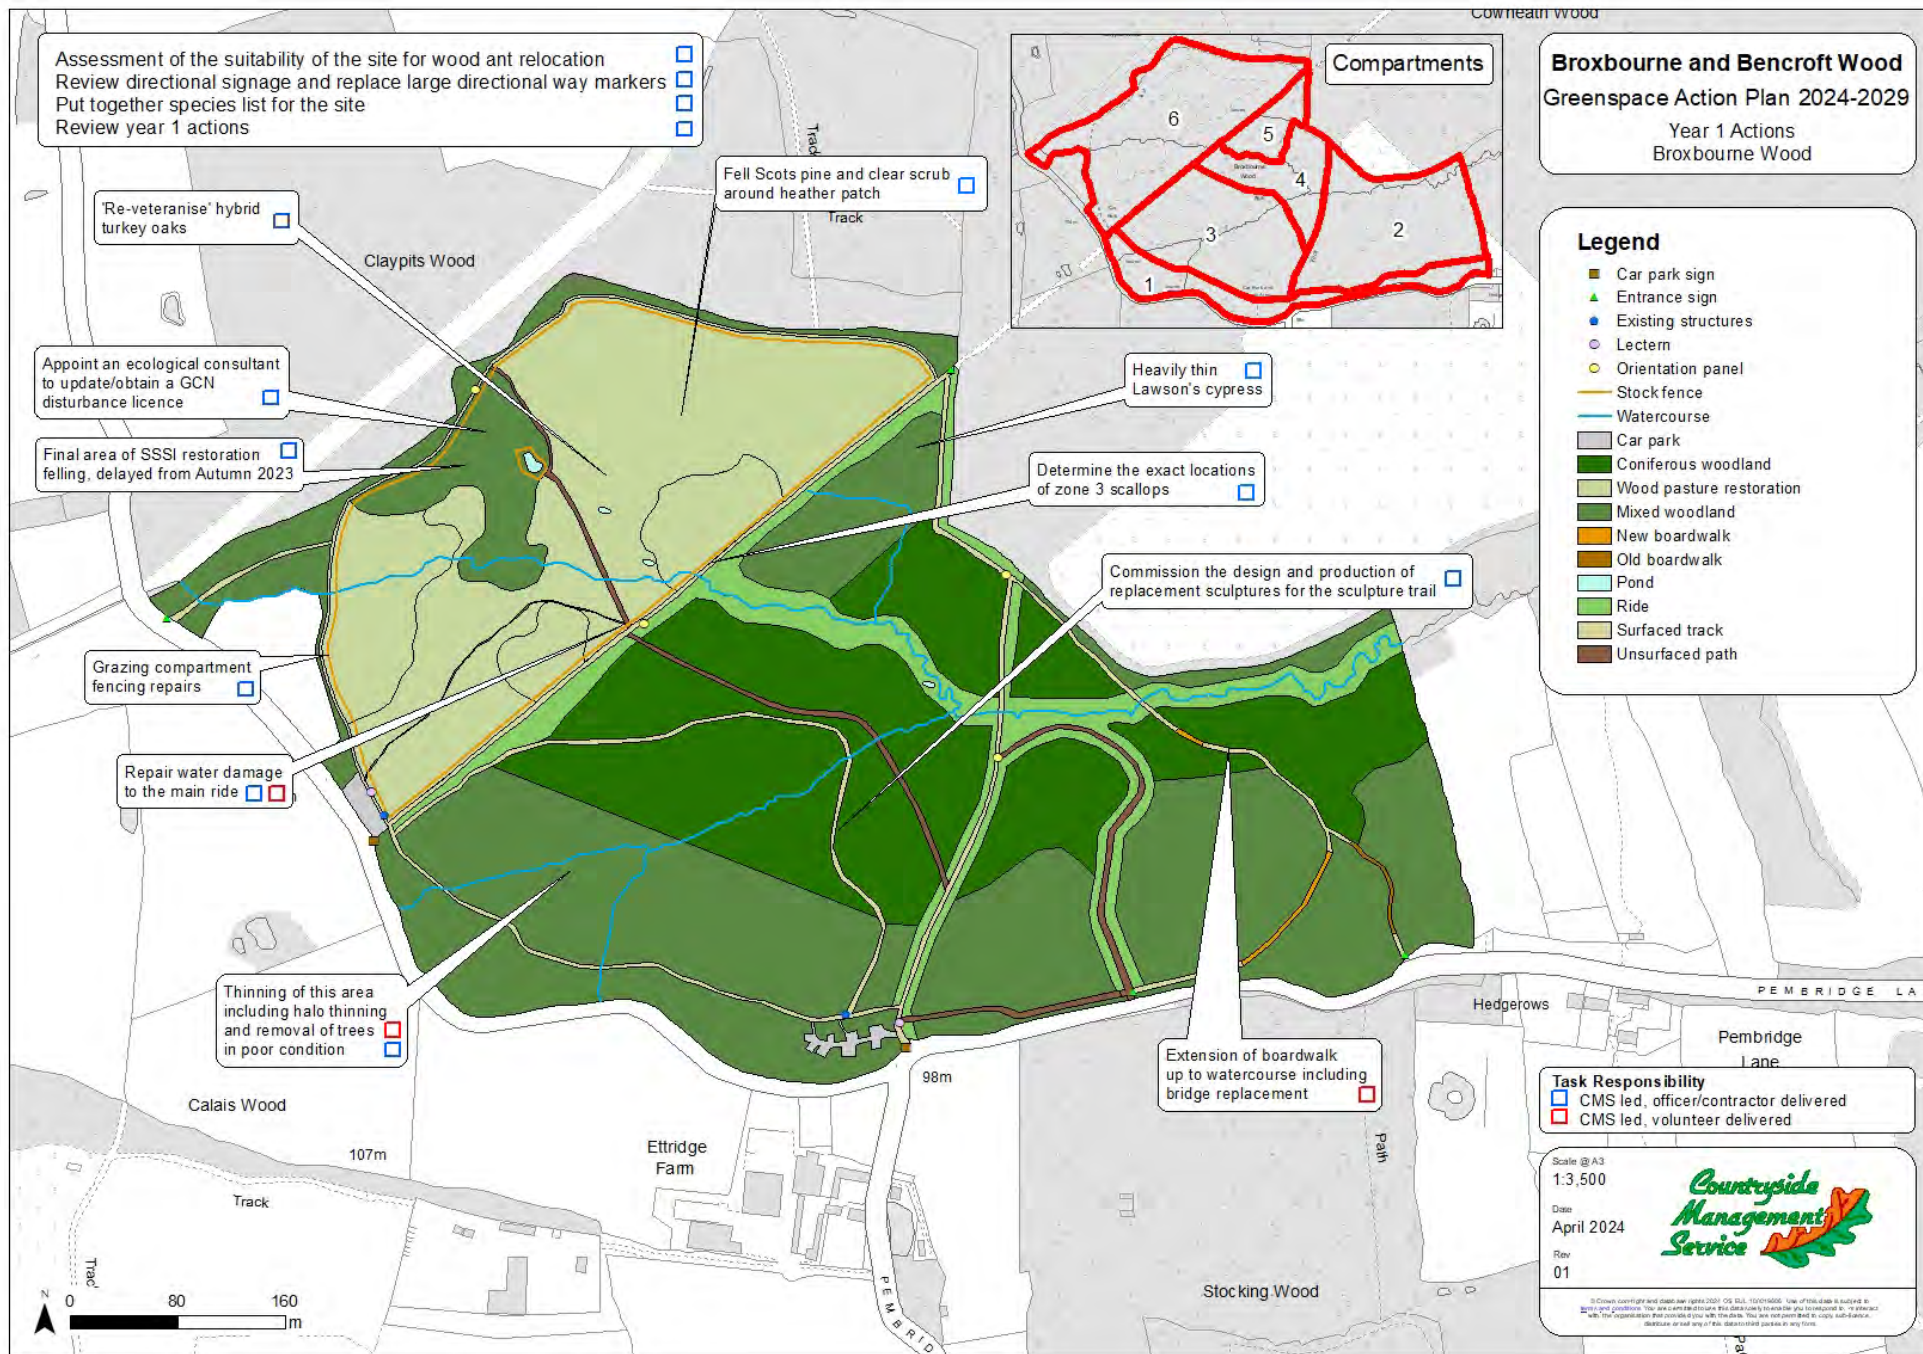 Cowheath Wood
Assessment of the suitability of the site for wood ant relocation
Review directional signage and replace large directional way markers
Put together species list for the site
Review year 1 actions
Compartments
6
5
4
3
2
1
Broxbourne
Wood
Broxbourne and Bencroft Wood
Greenspace Action Plan 2024-2029
Year 1 Actions
Broxbourne Wood
Track
Fell Scots pine and clear scrub
around heather patch
Track
'Re-veteranise' hybrid
turkey oaks
Claypits Wood
Appoint an ecological consultant
to update/obtain a GCN
disturbance licence
Final area of SSSI restoration
felling, delayed from Autumn 2023
Heavily thin
Lawson's cypress
Determine the exact locations
of zone 3 scallops
Commission the design and production of
replacement sculptures for the sculpture trail
Grazing compartment
fencing repairs
Repair water damage
to the main ride
Thinning of this area
including halo thinning
and removal of trees
in poor condition
Extension of boardwalk
up to watercourse including
bridge replacement
Legend
Car park sign
Entrance sign
Existing structures
Lectern
Orientation panel
Stock fence
Watercourse
Car park
Coniferous woodland
Wood pasture restoration
Mixed woodland
New boardwalk
Old boardwalk
Pond
Ride
Surfaced track
Unsurfaced path
PEMBRIDGE LA
Hedgerows
Pembridge
Lane
98m
Calais Wood
107m
Ettridge
Farm
Track
Trac
Path
Stocking Wood
PEMBRID
Pa
N
0 80 160
m
Task Responsibility
CMS led, officer/contractor delivered
CMS led, volunteer delivered
Scale @ A3
1:3,500
Date
April 2024
Rev
01
Countryside
Management
Service